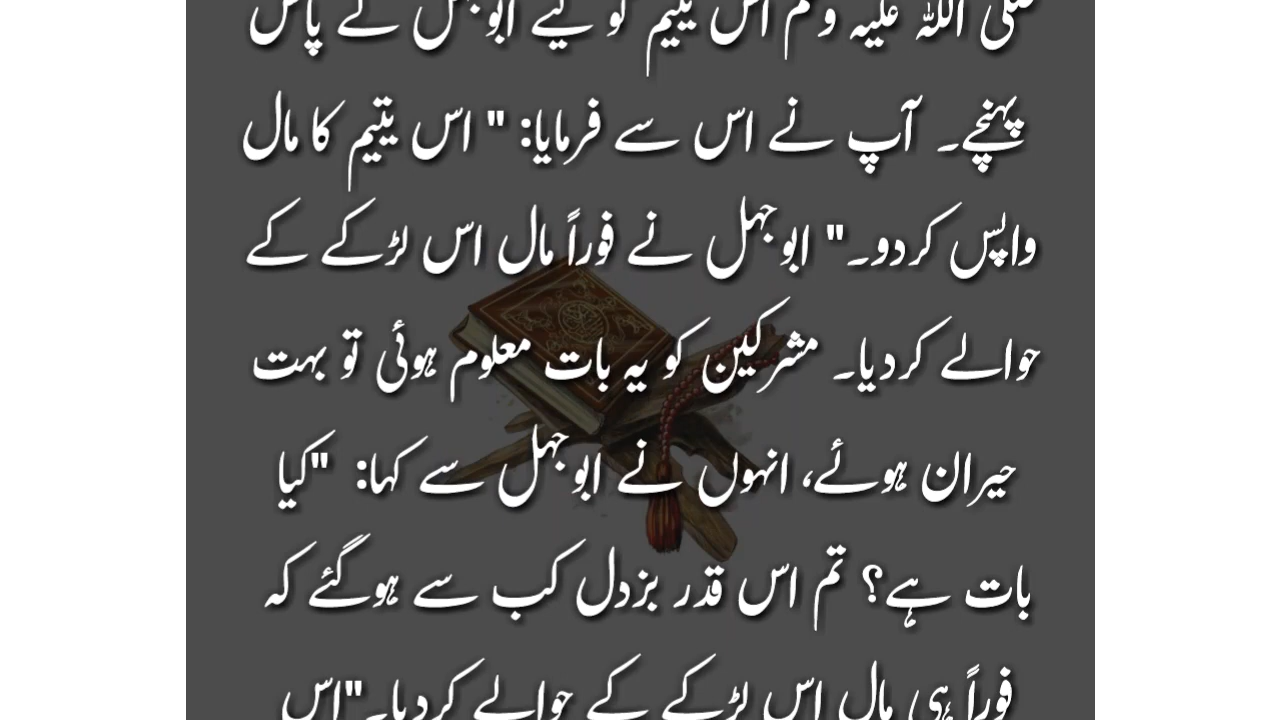 صلی اللہ علیہ وسلم اس یتیم کو لیے ابوجہل کے پاس
پہنچے۔ آپ نے اس سے فرمایا: " اس یتیم کا مال
واپس کردو۔" ابوجہل نے فوراً مال اس لڑکے کے
حوالے کردیا۔ مشرکین کو یہ بات معلوم ہوئی تو بہت
حیران ہوئے، انہوں نے ابوجہل سے کہا: "کیا
بات ہے؟ تم اس قدر بزدل کب سے ہوگئے کہ
فوراً ہی مال اس لڑکے کے حوالے کردیا۔"اس